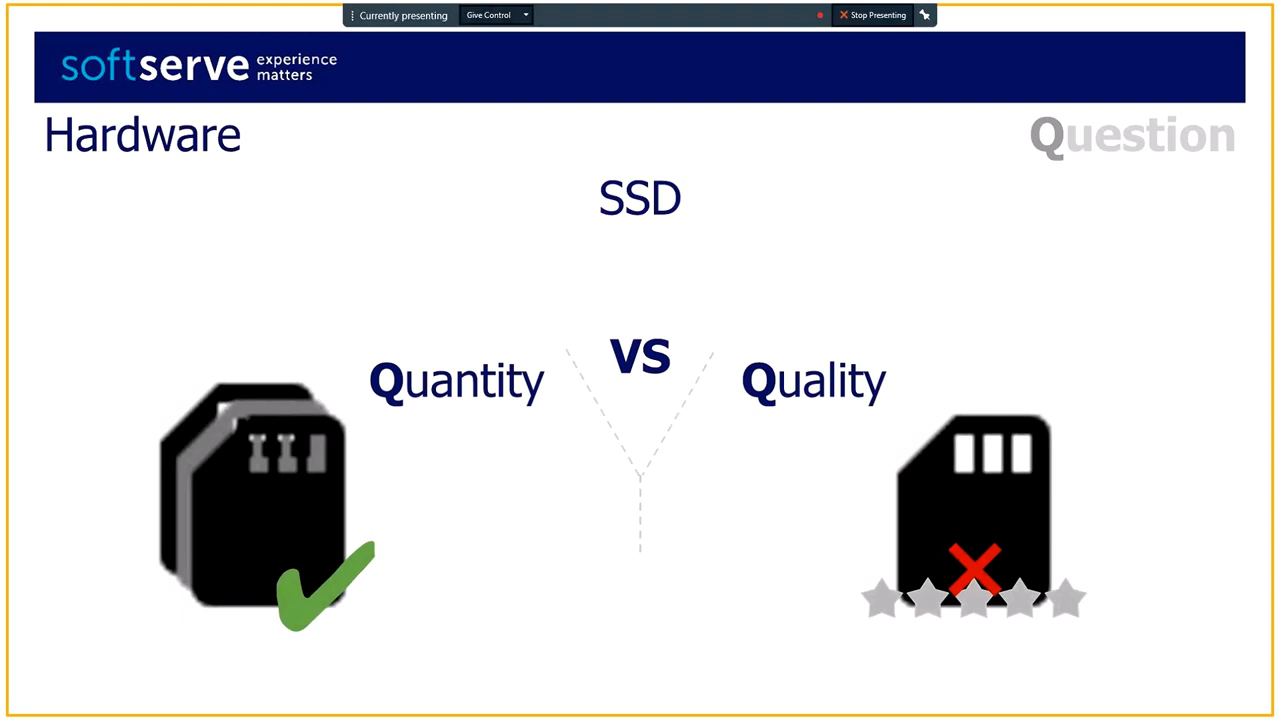 Currently presenting
Give Control
Stop Presenting
softserve experience matters
Hardware
Question
SSD
Quantity
VS
Quality